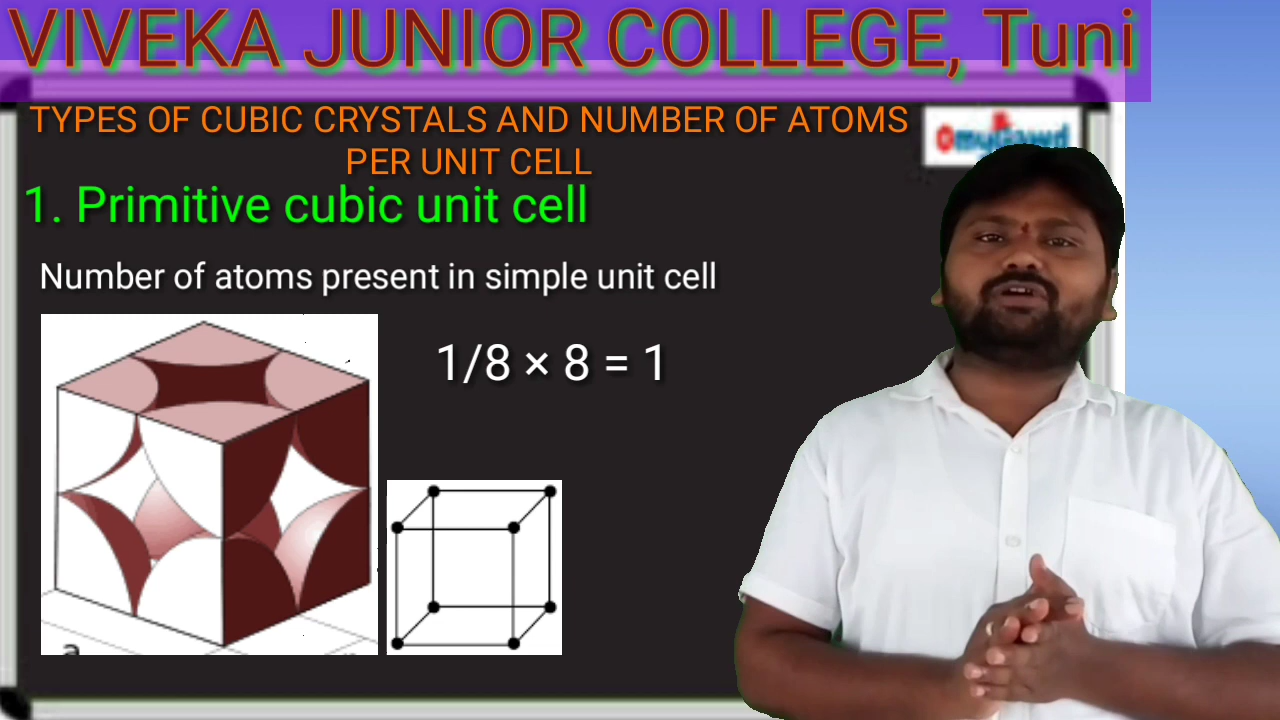 VIVEKA JUNIOR COLLEGE, Tuni
TYPES OF CUBIC CRYSTALS AND NUMBER OF ATOMS
PER UNIT CELL
1. Primitive cubic unit cell
Number of atoms present in simple unit cell
1/8 × 8 = 1
a